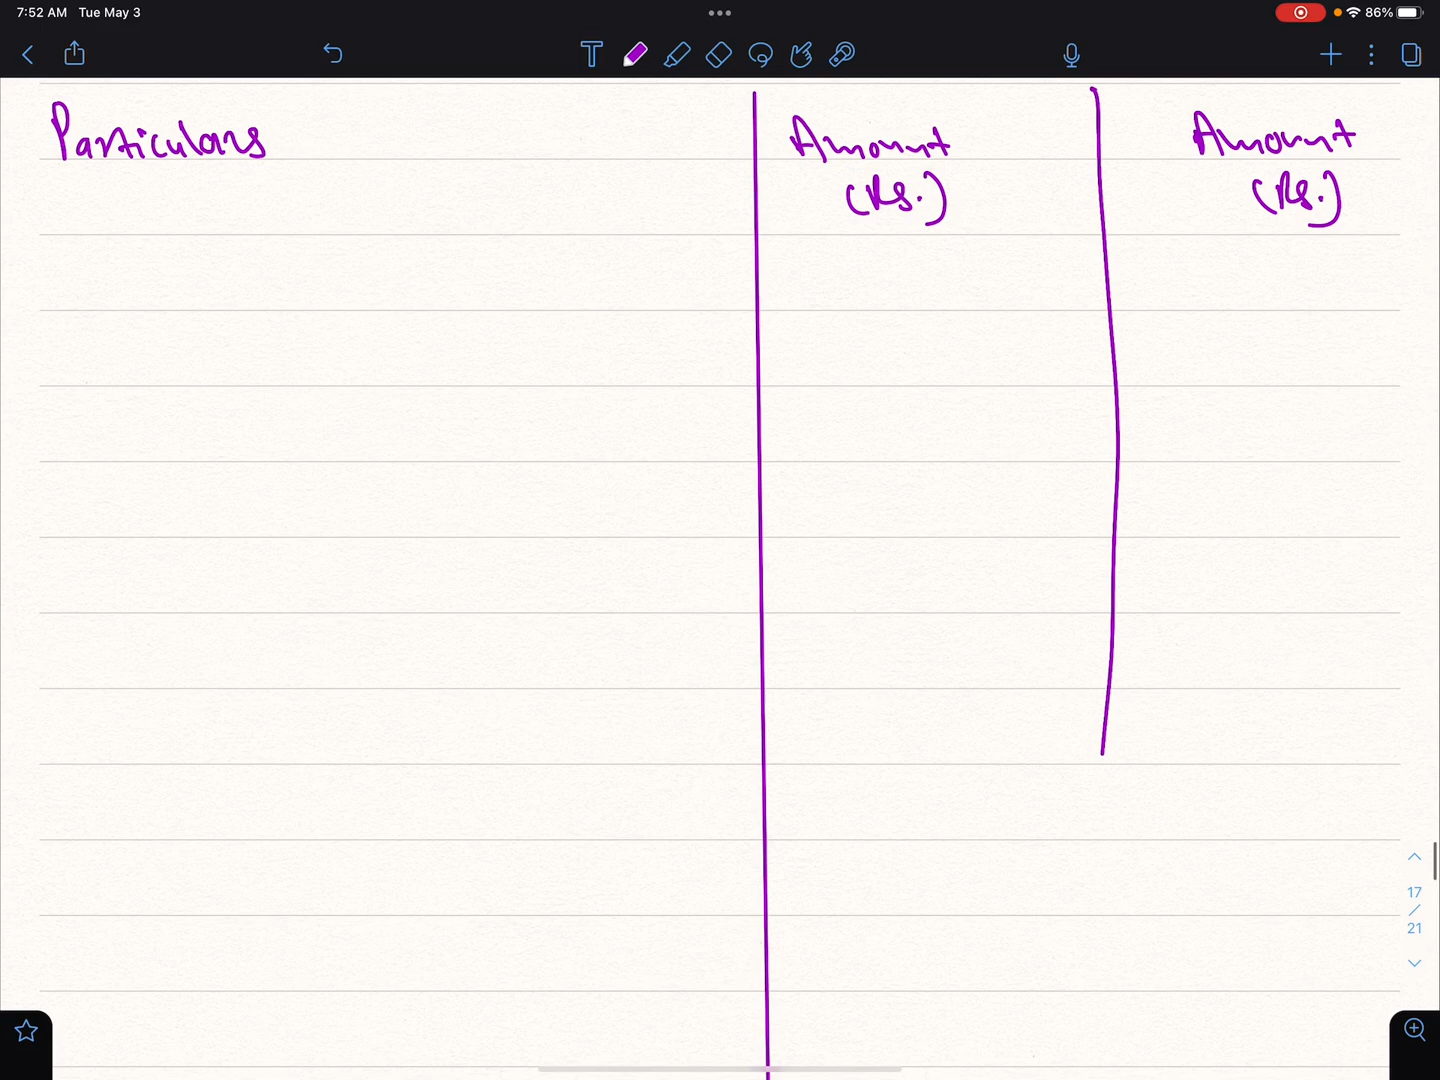 7:52 AM Tue May 3
86%
T
Particulars Amount Amount
(Rs.) (Rs.)
17
/
21